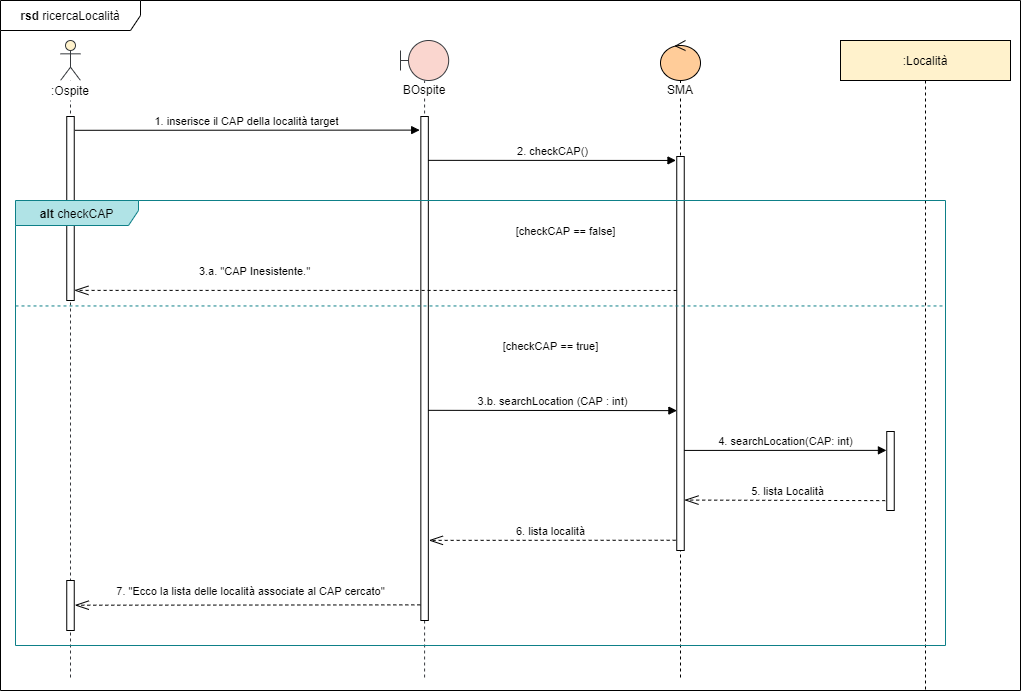 rsd ricercaLocalità
:Ospite
BOspite
SMA
:Località
1. inserisce il CAP della località target
2. checkCAP()
alt checkCAP
[checkCAP == false]
3.a. "CAP Inesistente."
[checkCAP == true]
3.b. searchLocation (CAP : int)
4. searchLocation(CAP: int)
5. lista Località
6. lista località
7. "Ecco la lista delle località associate al CAP cercato"